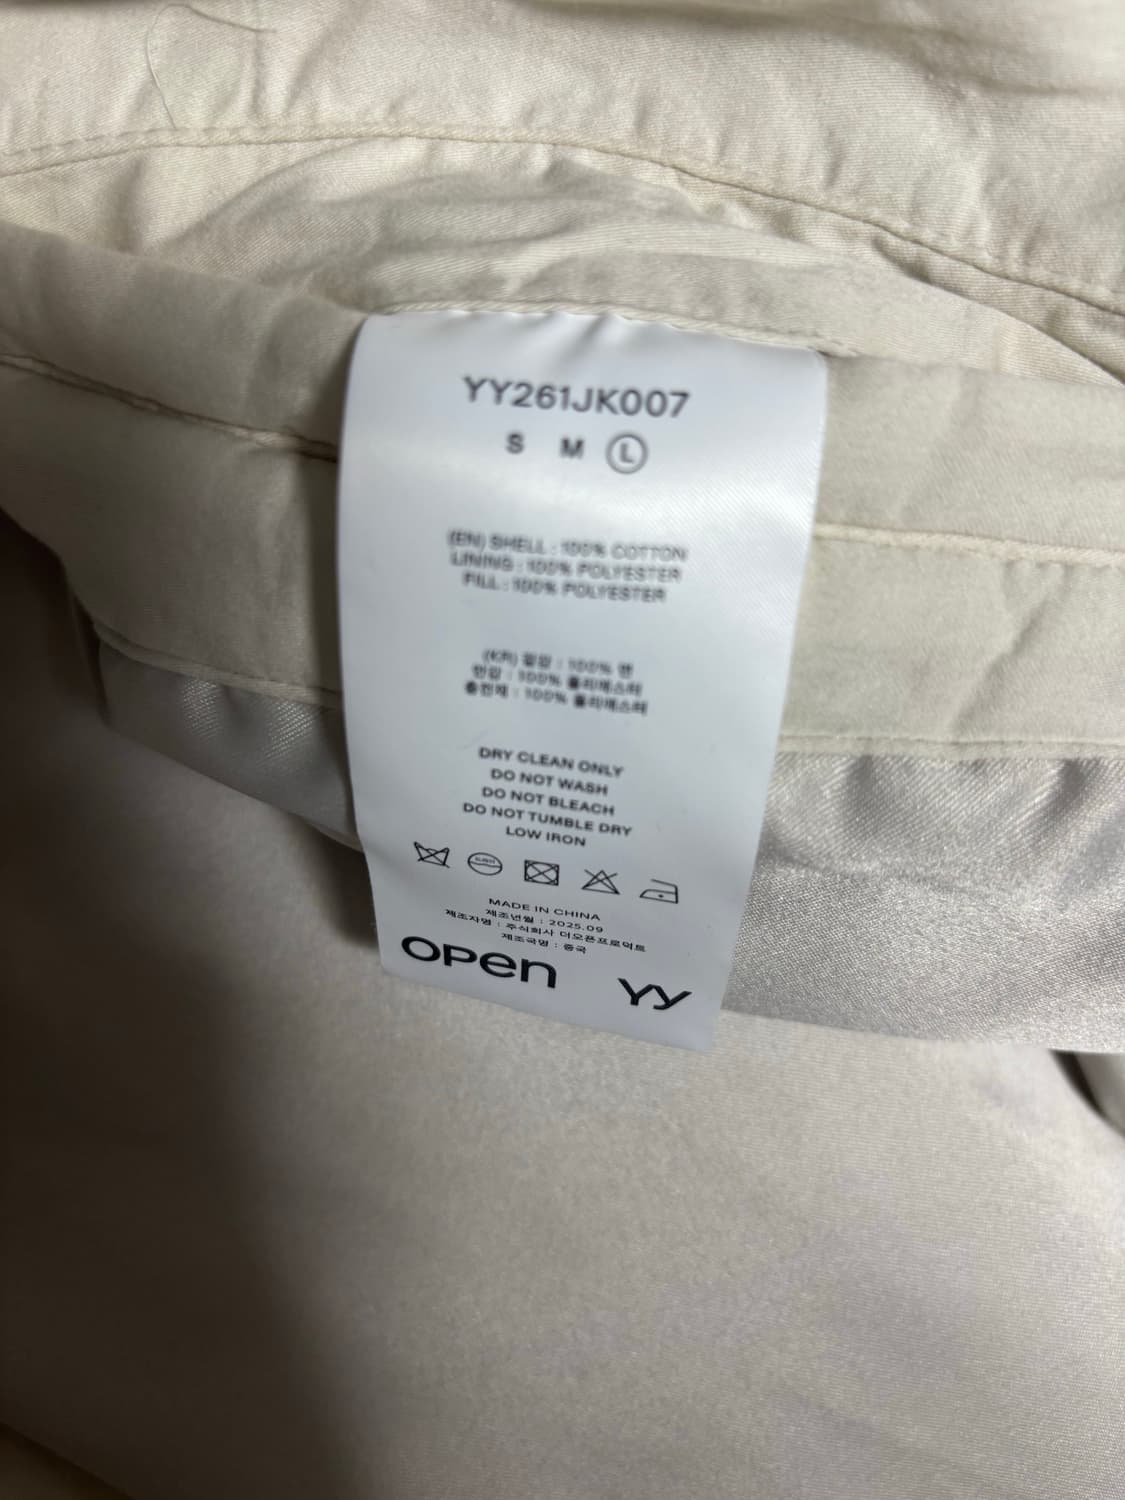 YY261JK007
S M L
(EN) SHELL : 100% COTTON
LINING : 100% POLYESTER
FILL : 100% POLYESTER
(KR) 겉감 : 100% 면
안감 : 100% 폴리에스터
충전재 : 100% 폴리에스터
DRY CLEAN ONLY
DO NOT WASH
DO NOT BLEACH
DO NOT TUMBLE DRY
LOW IRON
MADE IN CHINA
제조년월 : 2025.09
제조자명 : 주식회사 더오픈프로덕트
제조국명 : 중국
OPEN YY